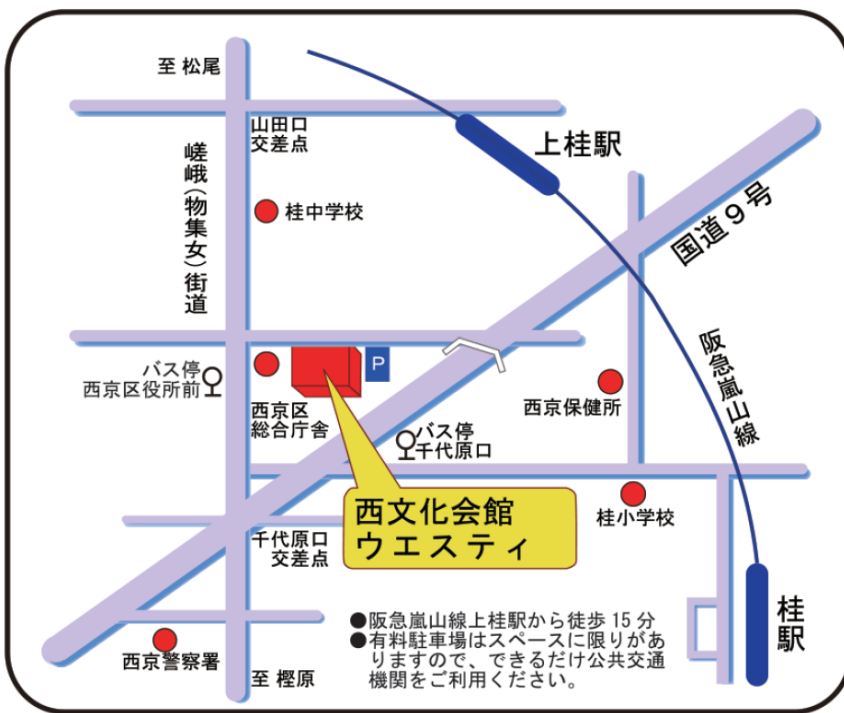 至 松尾
山田口
交差点
上桂駅
嵯峨(物集女)街道
桂中学校
国道9号
バス停
西京区役所前
P
西京区
総合庁舎
バス停
千代原口
西京保健所
阪急嵐山線
西文化会館
ウエスティ
桂小学校
千代原口
交差点
桂駅
西京警察署
至 樫原
●阪急嵐山線上桂駅から徒歩15分
●有料駐車場はスペースに限りがあ
りますので、できるだけ公共交通
機関をご利用ください。